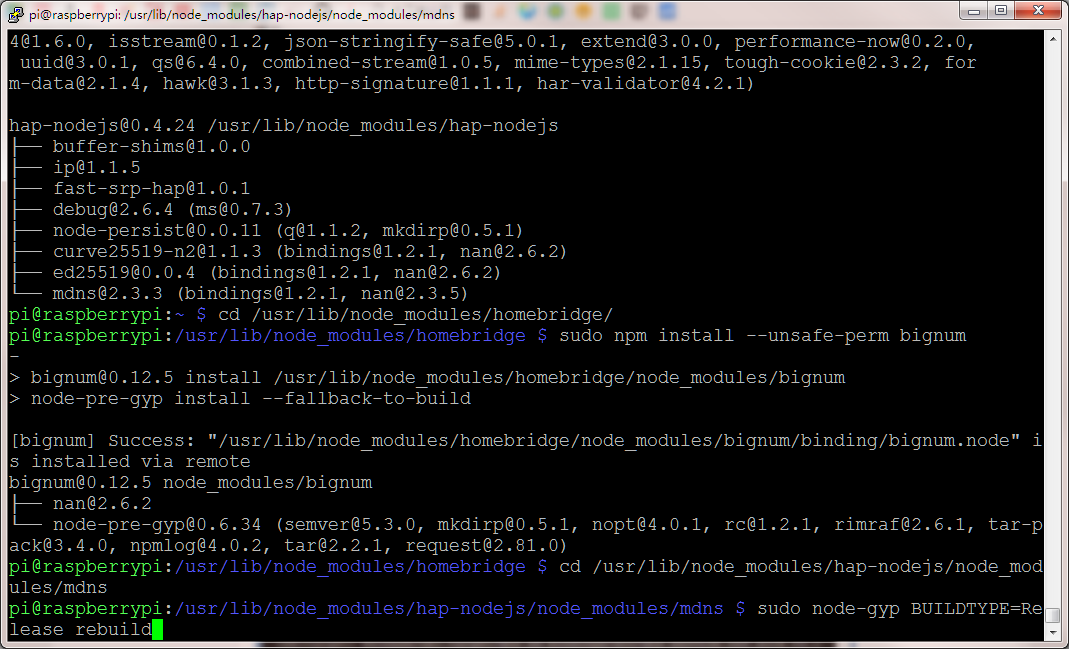 pi@raspberrypi: /usr/lib/node_modules/hap-nodejs/node_modules/mdns
4@1.6.0, isstream@0.1.2, json-stringify-safe@5.0.1, extend@3.0.0, performance-now@0.2.0,
uuid@3.0.1, qs@6.4.0, combined-stream@1.0.5, mime-types@2.1.15, tough-cookie@2.3.2, for
m-data@2.1.4, hawk@3.1.3, http-signature@1.1.1, har-validator@4.2.1)
hap-nodejs@0.4.24 /usr/lib/node_modules/hap-nodejs
├── buffer-shims@1.0.0
├── ip@1.1.5
├── fast-srp-hap@1.0.1
├── debug@2.6.4 (ms@0.7.3)
├── node-persist@0.0.11 (q@1.1.2, mkdirp@0.5.1)
├── curve25519-n2@1.1.3 (bindings@1.2.1, nan@2.6.2)
├── ed25519@0.0.4 (bindings@1.2.1, nan@2.6.2)
└── mdns@2.3.3 (bindings@1.2.1, nan@2.3.5)
pi@raspberrypi:~ $ cd /usr/lib/node_modules/homebridge/
pi@raspberrypi:/usr/lib/node_modules/homebridge $ sudo npm install --unsafe-perm bignum
-
> bignum@0.12.5 install /usr/lib/node_modules/homebridge/node_modules/bignum
> node-pre-gyp install --fallback-to-build
[bignum] Success: "/usr/lib/node_modules/homebridge/node_modules/bignum/binding/bignum.node" i
s installed via remote
bignum@0.12.5 node_modules/bignum
├── nan@2.6.2
└── node-pre-gyp@0.6.34 (semver@5.3.0, mkdirp@0.5.1, nopt@4.0.1, rc@1.2.1, rimraf@2.6.1, tar-p
ack@3.4.0, npmlog@4.0.2, tar@2.2.1, request@2.81.0)
pi@raspberrypi:/usr/lib/node_modules/homebridge $ cd /usr/lib/node_modules/hap-nodejs/node_mod
ules/mdns
pi@raspberrypi:/usr/lib/node_modules/hap-nodejs/node_modules/mdns $ sudo node-gyp BUILDTYPE=Re
lease rebuild